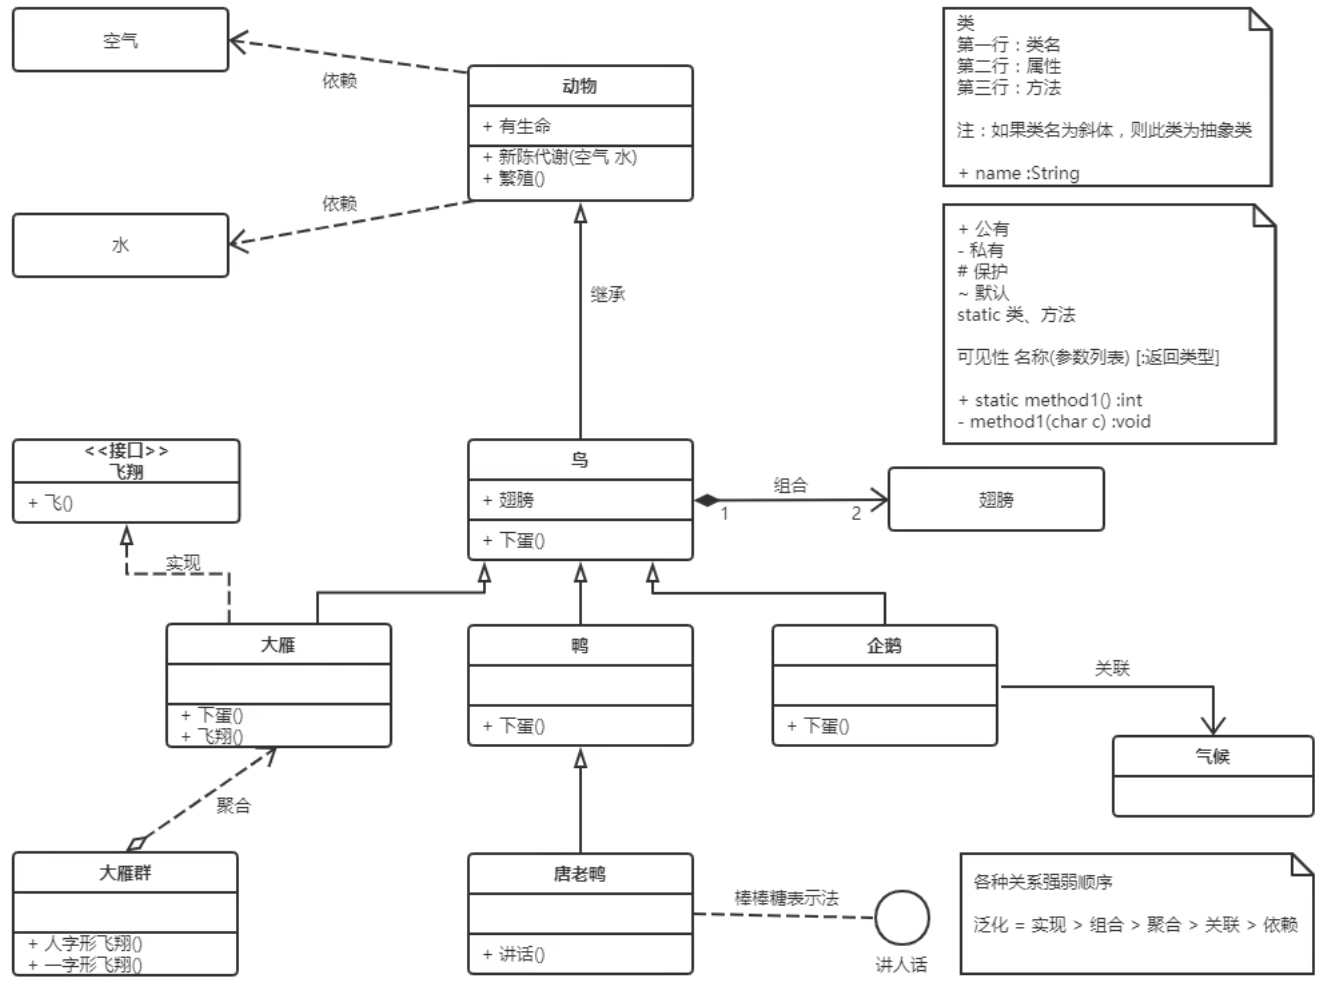 空气
依赖
动物
+ 有生命
+ 新陈代谢(空气 水)
+ 繁殖()
依赖
水
继承
类
第一行：类名
第二行：属性
第三行：方法
注：如果类名为斜体，则此类为抽象类
+ name :String
+ 公有
- 私有
# 保护
~ 默认
static 类、方法
可见性 名称(参数列表) [:返回类型]
+ static method1() :int
- method1(char c) :void
<<接口>>
飞翔
+ 飞()
实现
鸟
+ 翅膀
+ 下蛋()
组合
1
2
翅膀
大雁
+ 下蛋()
+ 飞翔()
鸭
+ 下蛋()
企鹅
+ 下蛋()
关联
气候
聚合
大雁群
+ 人字形飞翔()
+ 一字形飞翔()
唐老鸭
+ 讲话()
棒棒糖表示法
讲人话
各种关系强弱顺序
泛化 = 实现 > 组合 > 聚合 > 关联 > 依赖